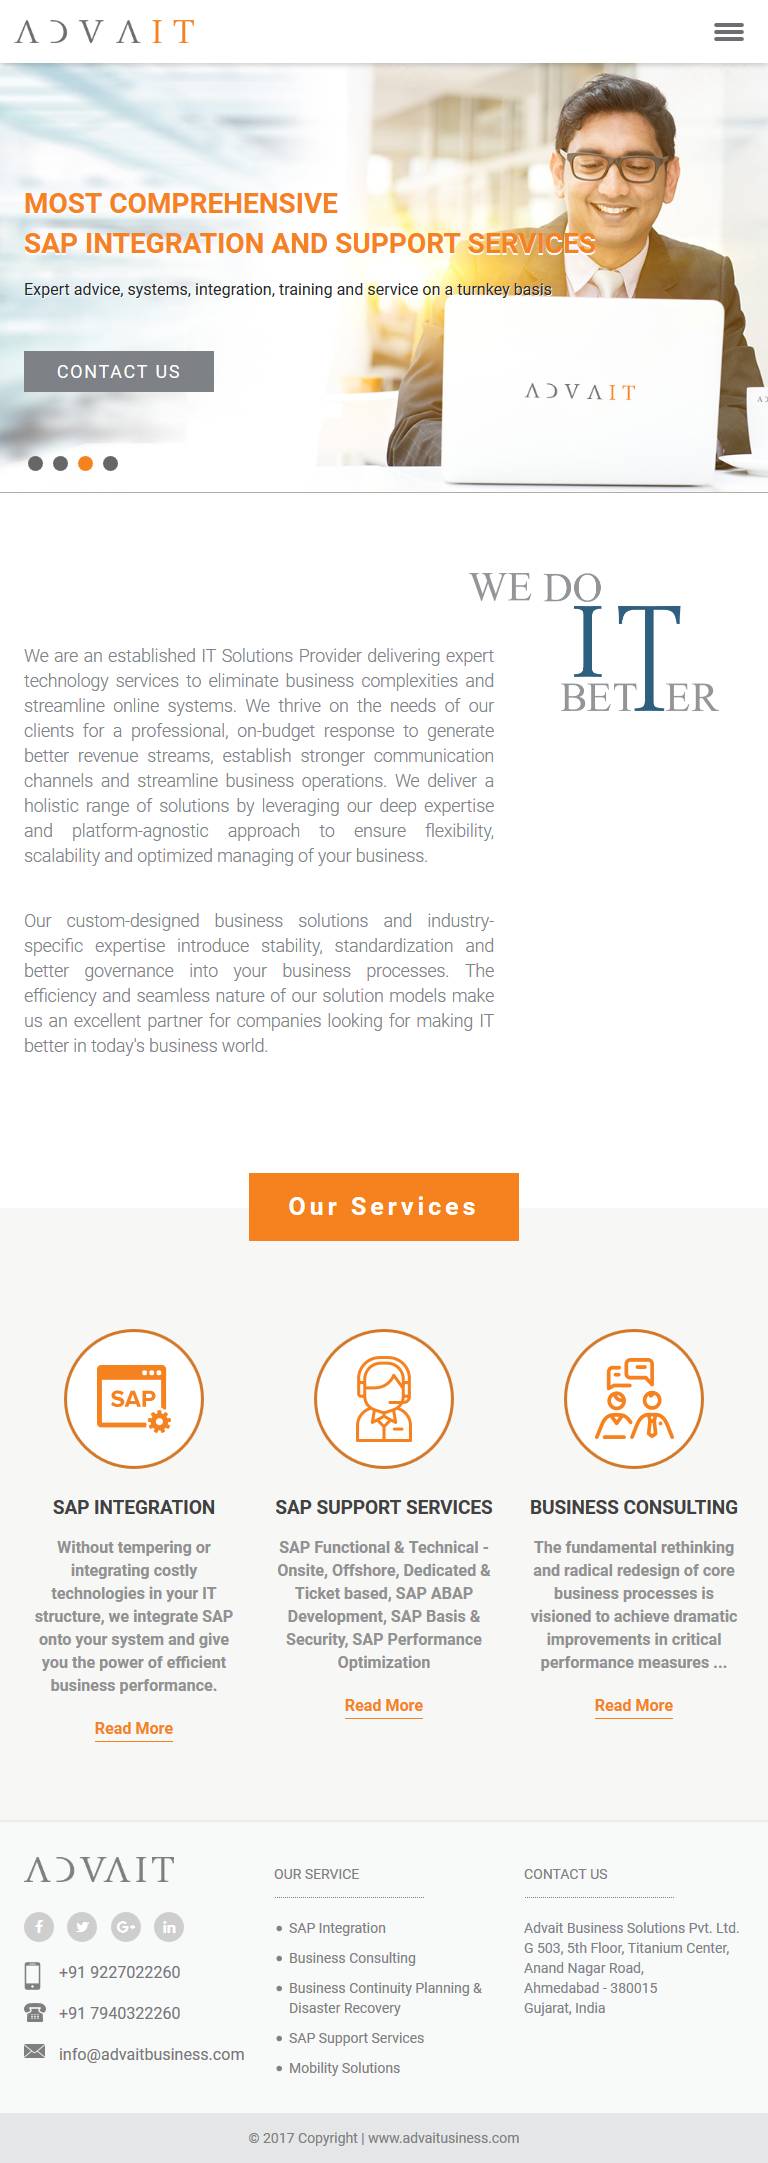 ADVAIT
MOST COMPREHENSIVE
SAP INTEGRATION AND SUPPORT SERVICES
Expert advice, systems, integration, training and service on a turnkey basis
CONTACT US
ADVAIT
WE DO
IT
BETTER
We are an established IT Solutions Provider delivering expert
technology services to eliminate business complexities and
streamline online systems. We thrive on the needs of our
clients for a professional, on-budget response to generate
better revenue streams, establish stronger communication
channels and streamline business operations. We deliver a
holistic range of solutions by leveraging our deep expertise
and platform-agnostic approach to ensure flexibility,
scalability and optimized managing of your business.
Our custom-designed business solutions and industry-
specific expertise introduce stability, standardization and
better governance into your business processes. The
efficiency and seamless nature of our solution models make
us an excellent partner for companies looking for making IT
better in today's business world.
Our Services
SAP
SAP INTEGRATION
Without tempering or
integrating costly
technologies in your IT
structure, we integrate SAP
onto your system and give
you the power of efficient
business performance.
Read More
SAP SUPPORT SERVICES
SAP Functional & Technical -
Onsite, Offshore, Dedicated &
Ticket based, SAP ABAP
Development, SAP Basis &
Security, SAP Performance
Optimization
Read More
BUSINESS CONSULTING
The fundamental rethinking
and radical redesign of core
business processes is
visioned to achieve dramatic
improvements in critical
performance measures ...
Read More
ADVAIT
+91 9227022260
+91 7940322260
info@advaitbusiness.com
OUR SERVICE
SAP Integration
Business Consulting
Business Continuity Planning &
Disaster Recovery
SAP Support Services
Mobility Solutions
CONTACT US
Advait Business Solutions Pvt. Ltd.
G 503, 5th Floor, Titanium Center,
Anand Nagar Road,
Ahmedabad - 380015
Gujarat, India
© 2017 Copyright | www.advaitusiness.com